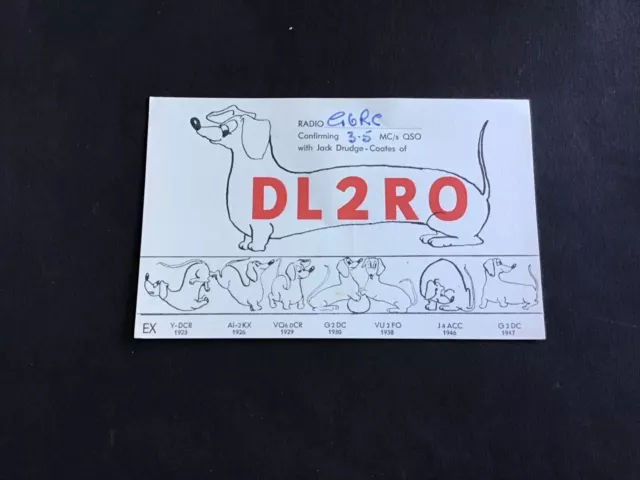 RADIO G6RC
Confirming 3.5 MC/s QSO
with Jack Drudge-Coates of
DL2RO
EX Y-DCR AI-2KX VQ6.0CR G2DC VU2FO J4ACC G2DC
1923 1926 1929 1930 1938 1946 1947